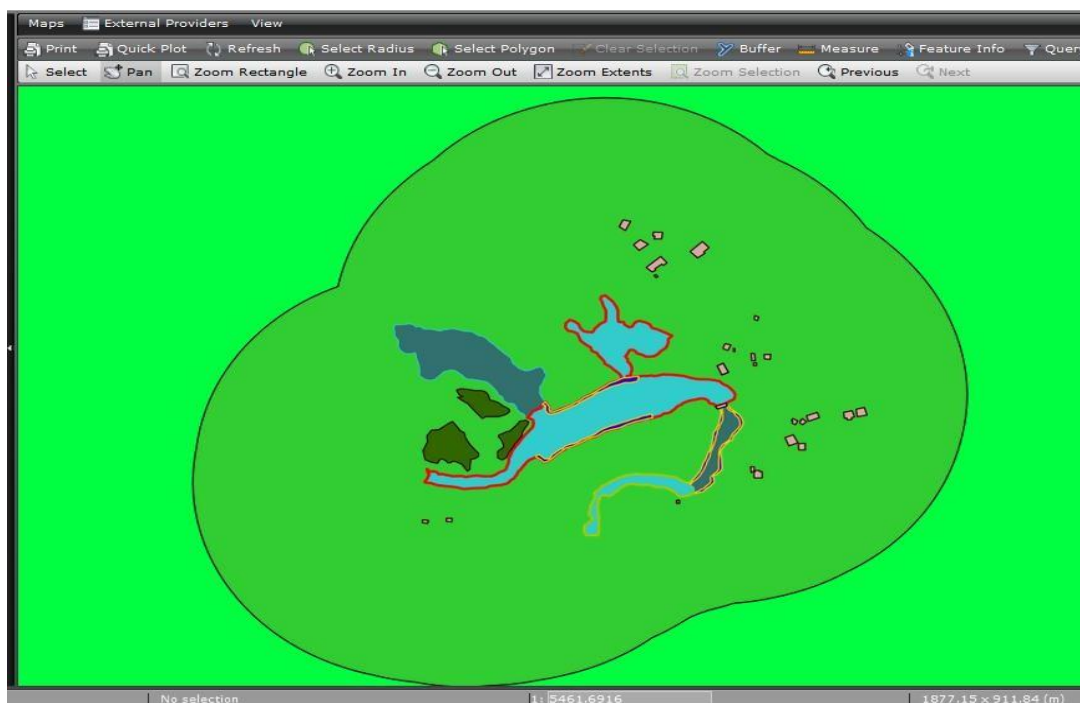 Maps External Providers View
Print Quick Plot Refresh Select Radius Select Polygon Clear Selection Buffer Measure Feature Info Quer
Select Pan Zoom Rectangle Zoom In Zoom Out Zoom Extents Zoom Selection Previous Next
No selection 1: 5461.6916 1877.15 x 911.84 (m)